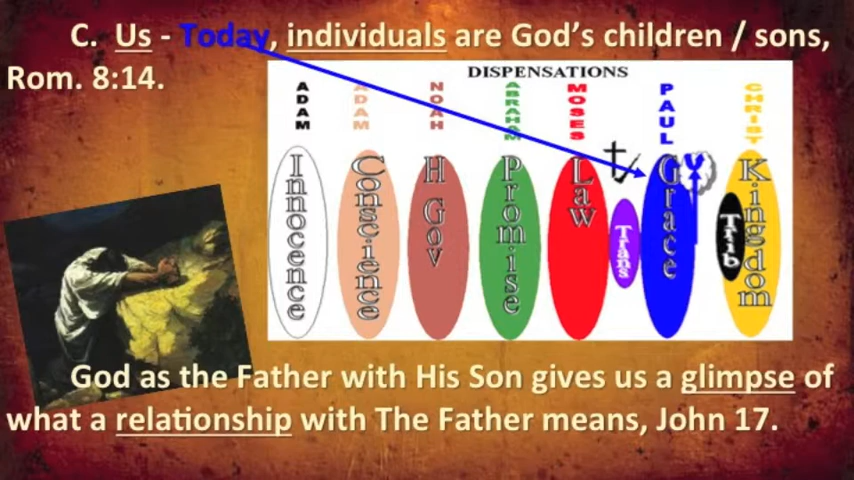 C. Us - Today, individuals are God's children / sons,
Rom. 8:14.
DISPENSATIONS
ADAM ADAM NOAH ABRAHAM MOSES PAUL CHRIST
Innocence Conscience H Gov Promise Law Trans Grace Trib Kingdom
God as the Father with His Son gives us a glimpse of
what a relationship with The Father means, John 17.